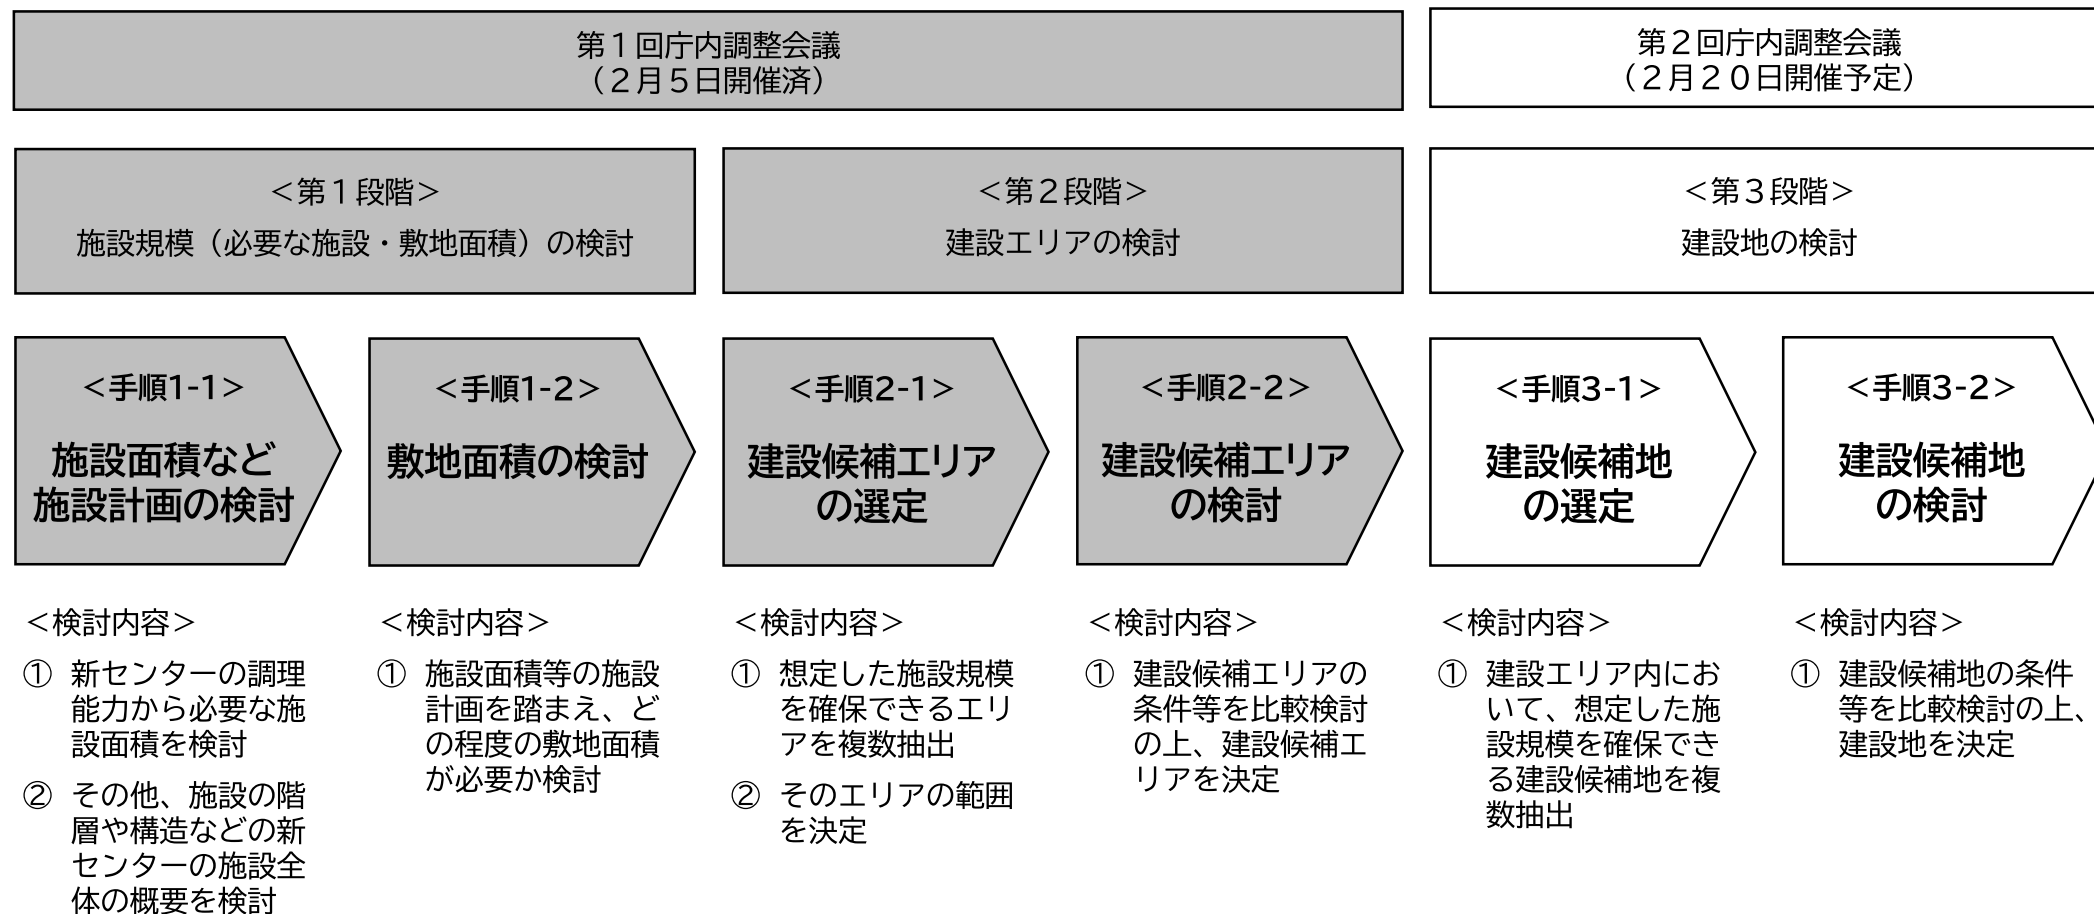 第１回庁内調整会議
（２月５日開催済）
第２回庁内調整会議
（２月２０日開催予定）
＜第１段階＞
施設規模（必要な施設・敷地面積）の検討
＜第２段階＞
建設エリアの検討
＜第３段階＞
建設地の検討
＜手順1-1＞
施設面積など
施設計画の検討
＜手順1-2＞
敷地面積の検討
＜手順2-1＞
建設候補エリア
の選定
＜手順2-2＞
建設候補エリア
の検討
＜手順3-1＞
建設候補地
の選定
＜手順3-2＞
建設候補地
の検討
＜検討内容＞
① 新センターの調理
能力から必要な施
設面積を検討
② その他、施設の階
層や構造などの新
センターの施設全
体の概要を検討
＜検討内容＞
① 施設面積等の施設
計画を踏まえ、ど
の程度の敷地面積
が必要か検討
＜検討内容＞
① 想定した施設規模
を確保できるエリ
アを複数抽出
② そのエリアの範囲
を決定
＜検討内容＞
① 建設候補エリアの
条件等を比較検討
の上、建設候補エ
リアを決定
＜検討内容＞
① 建設エリア内にお
いて、想定した施
設規模を確保でき
る建設候補地を複
数抽出
＜検討内容＞
① 建設候補地の条件
等を比較検討の上、
建設地を決定